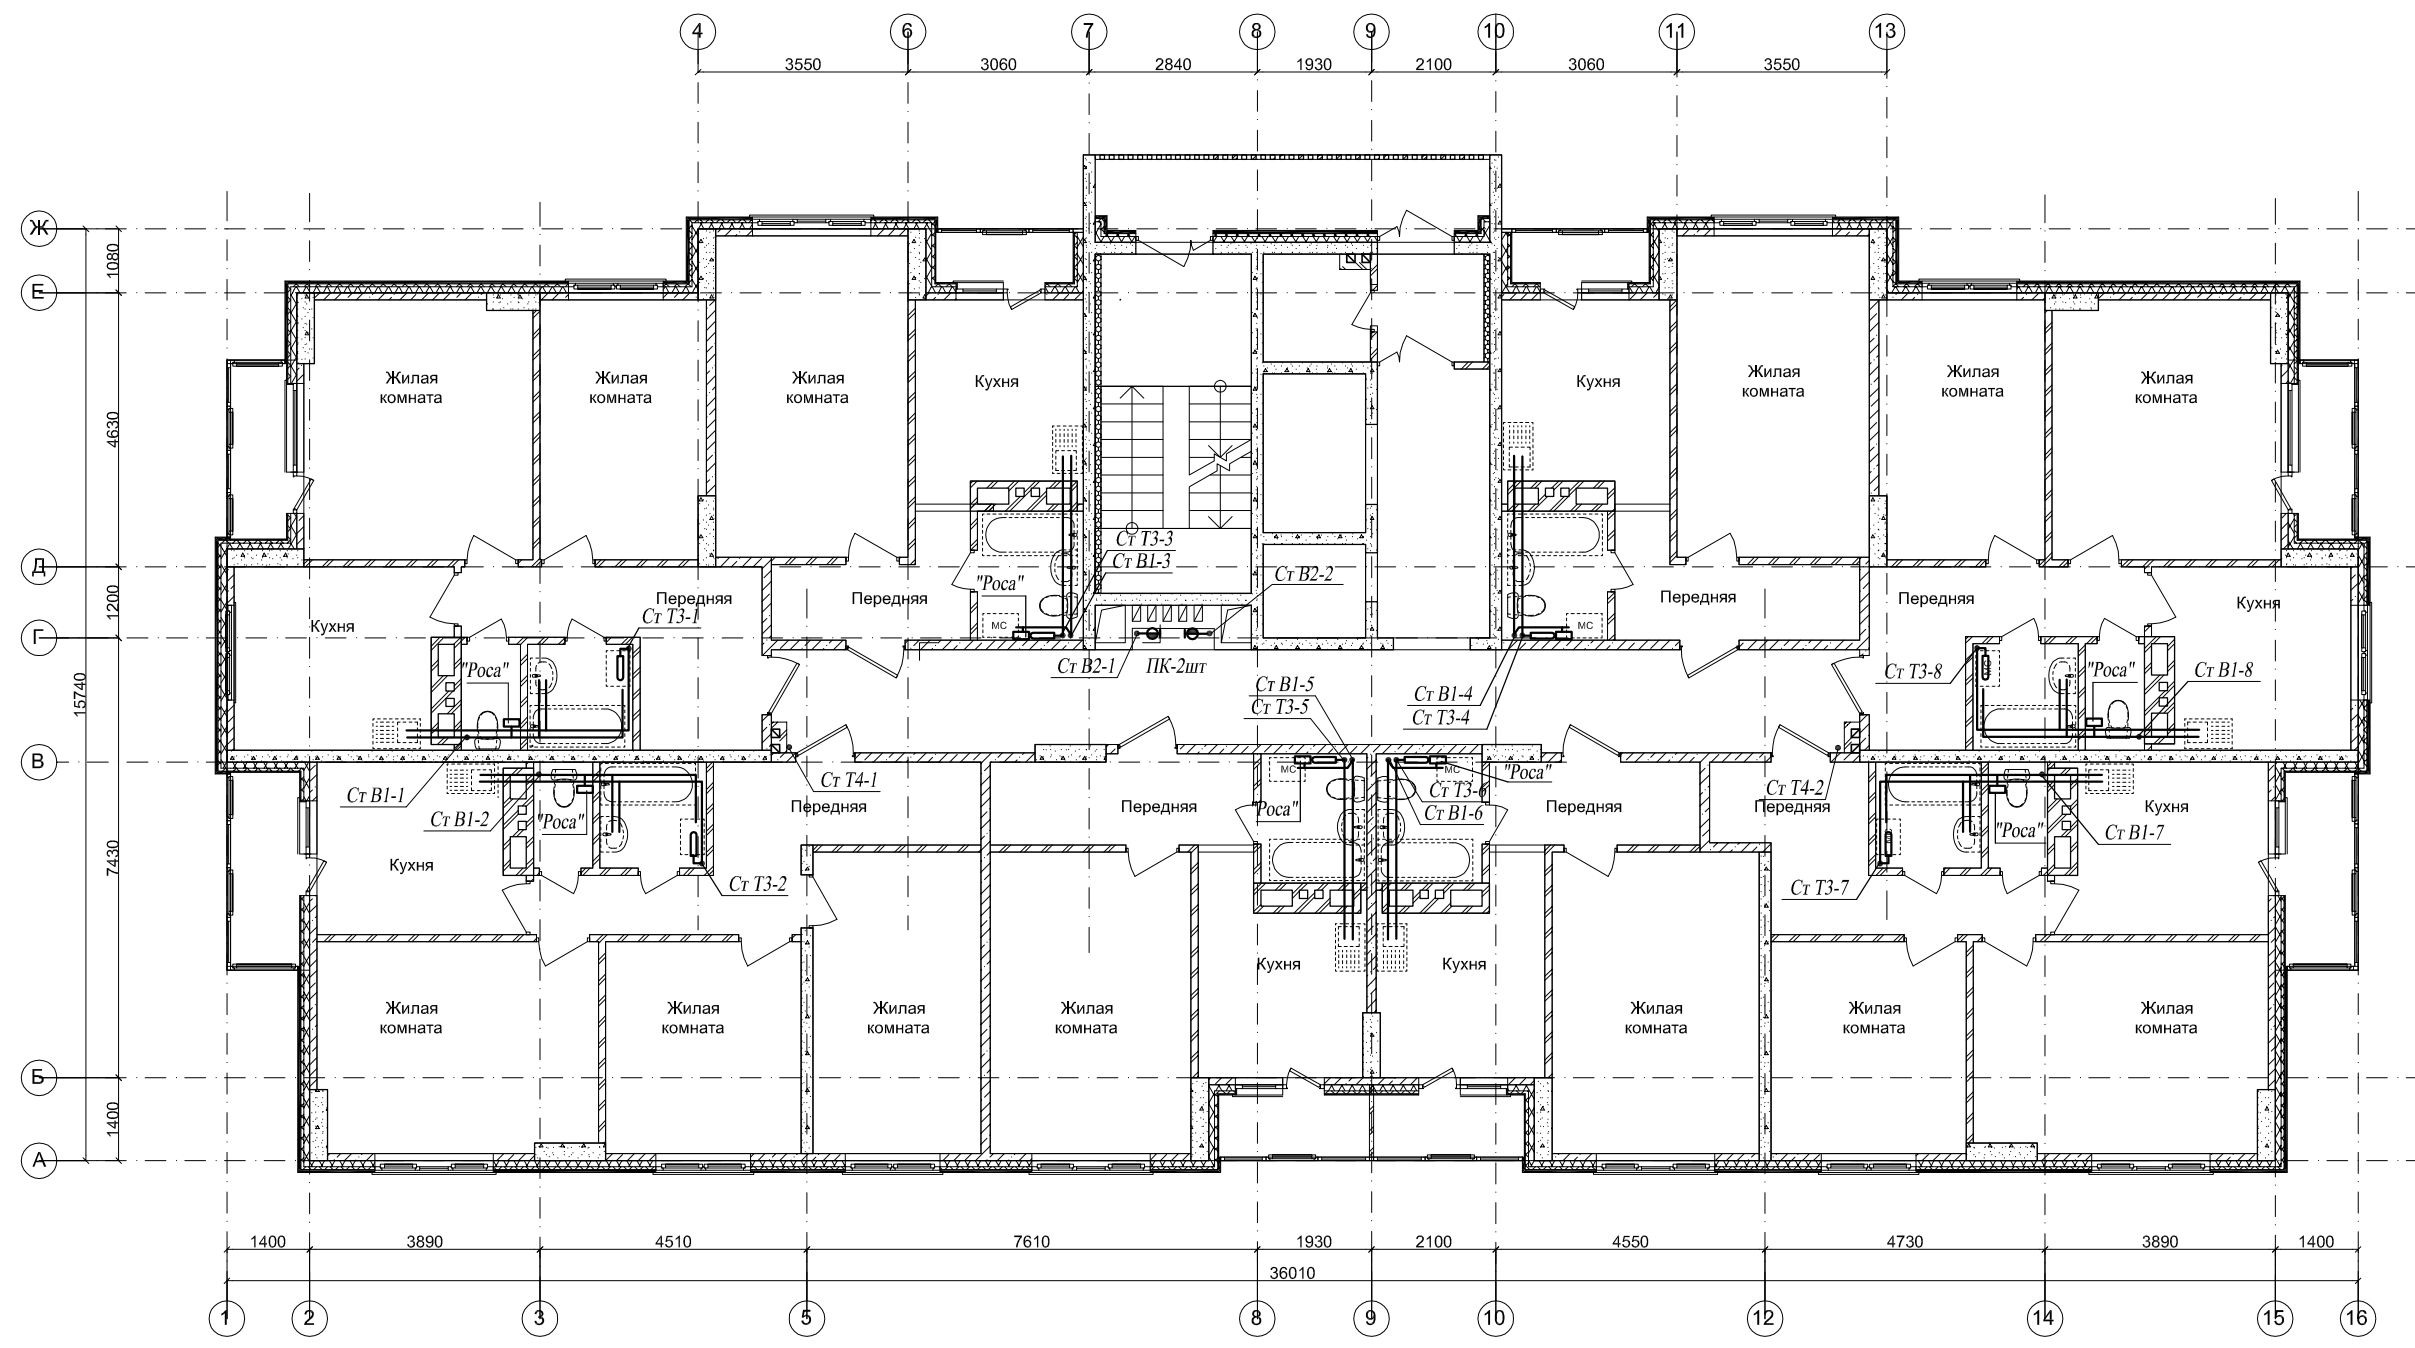 4 6 7 8 9 10 11 13
3550 3060 2840 1930 2100 3060 3550
Ж
1080
Е
4630
Д
1200
Г
15740
В
7430
Б
1400
А
Жилая
комната
Жилая
комната
Жилая
комната
Кухня
Кухня
Жилая
комната
Жилая
комната
Жилая
комната
Ст Т3-3
Ст В1-3
"Роса"
Ст В2-2
Кухня
Передняя
Ст Т3-1
Передняя
МС
МС
Передняя
Передняя
Кухня
"Роса"
Ст В2-1
ПК-2шт
Ст В1-5
Ст Т3-5
Ст В1-4
Ст Т3-4
Ст Т3-8
"Роса"
Ст В1-8
Ст В1-1
Ст В1-2
"Роса"
Ст Т4-1
Передняя
Передняя
МС
"Роса"
МС
"Роса"
Ст Т3-6
Ст В1-6
Передняя
Ст Т4-2
Передняя
"Роса"
Кухня
Ст В1-7
Кухня
Ст Т3-2
Ст Т3-7
Кухня
Кухня
Жилая
комната
Жилая
комната
Жилая
комната
Жилая
комната
Жилая
комната
Жилая
комната
Жилая
комната
1400 3890 4510 7610 1930 2100 4550 4730 3890 1400
36010
1 2 3 5 8 9 10 12 14 15 16